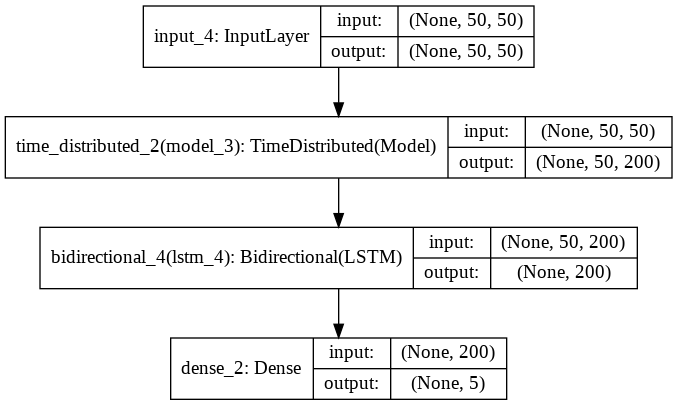 input_4: InputLayer
input: (None, 50, 50)
output: (None, 50, 50)
time_distributed_2(model_3): TimeDistributed(Model)
input: (None, 50, 50)
output: (None, 50, 200)
bidirectional_4(lstm_4): Bidirectional(LSTM)
input: (None, 50, 200)
output: (None, 200)
dense_2: Dense
input: (None, 200)
output: (None, 5)